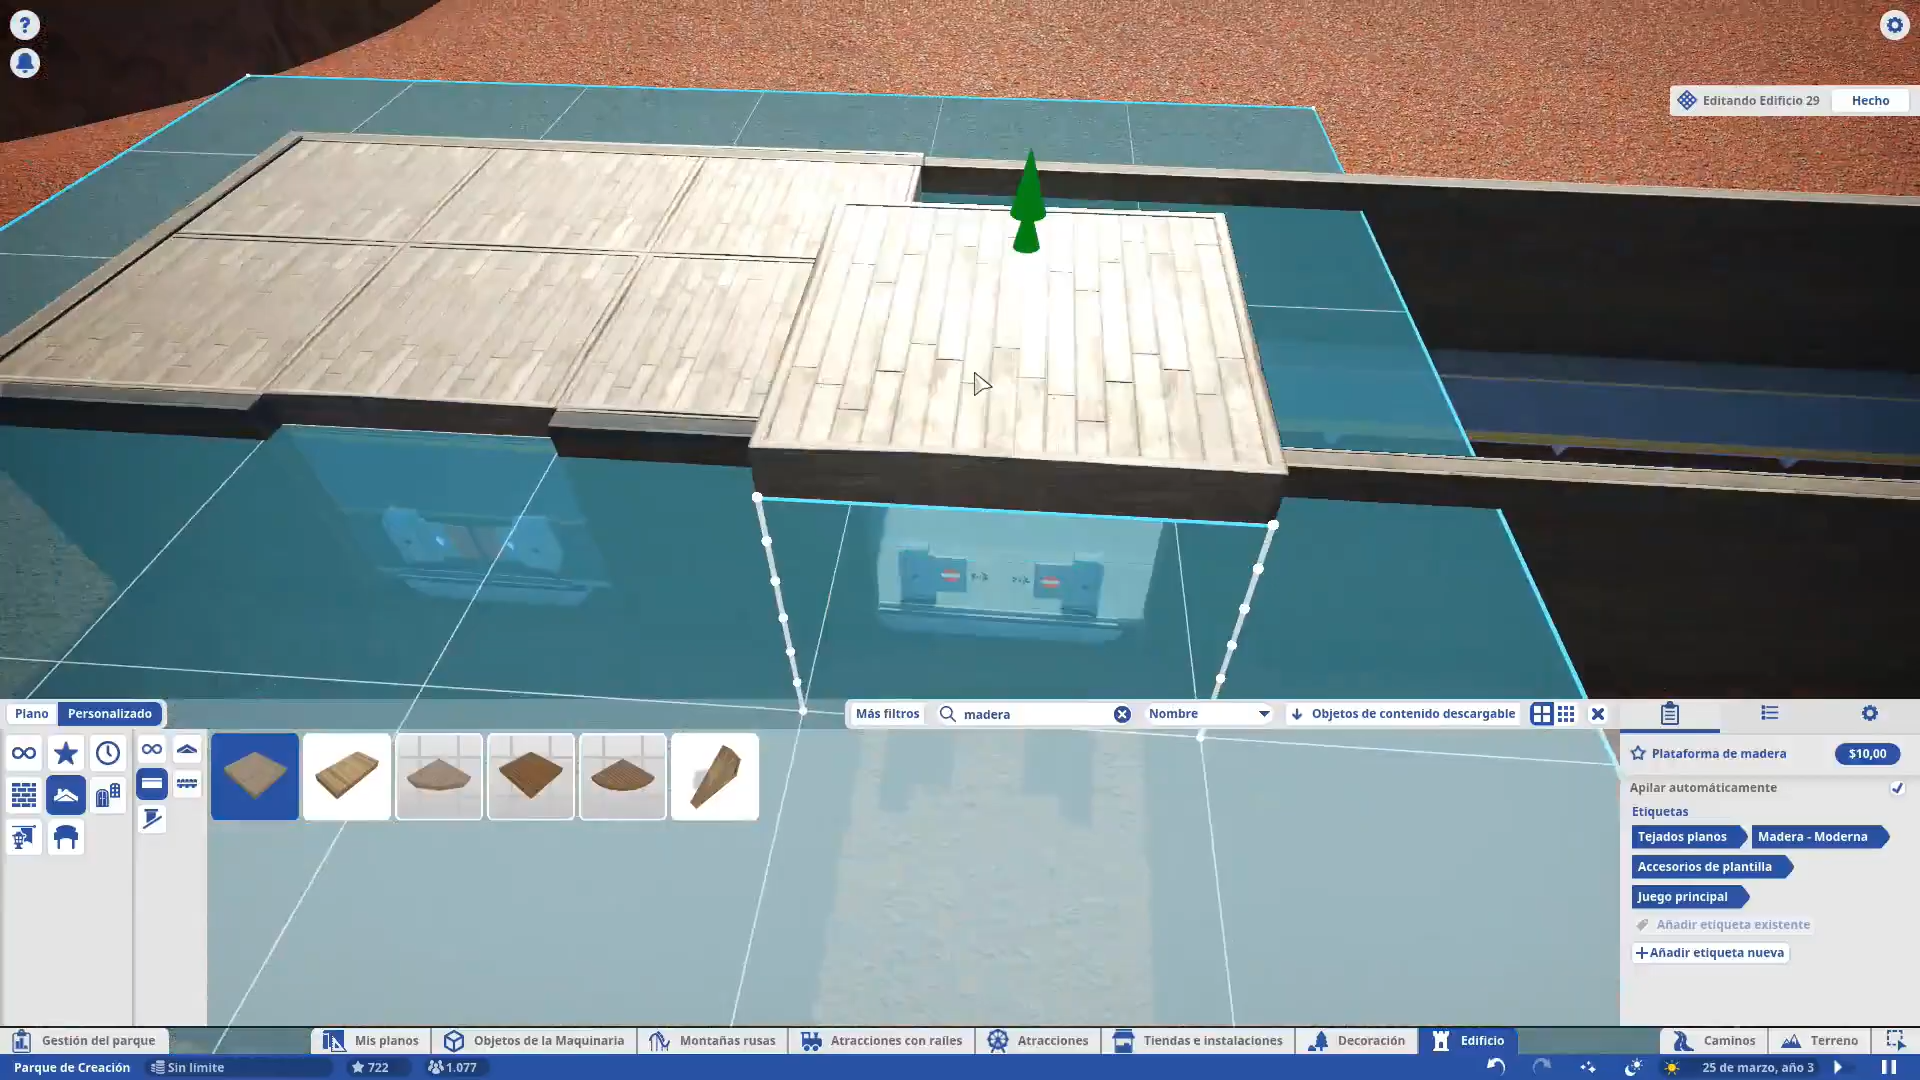 ?
Editando Edificio 29
Hecho
Plano
Personalizado
Más filtros
madera
Nombre
Objetos de contenido descargable
Plataforma de madera
$10,00
Apilar automáticamente
Etiquetas
Tejados planos
Madera - Moderna
Accesorios de plantilla
Juego principal
Añadir etiqueta existente
+Añadir etiqueta nueva
Gestión del parque
Mis planos
Objetos de la Maquinaria
Montañas rusas
Atracciones con raíles
Atracciones
Tiendas e instalaciones
Decoración
Edificio
Caminos
Terreno
Parque de Creación
Sin límite
722
1.077
25 de marzo, año 3